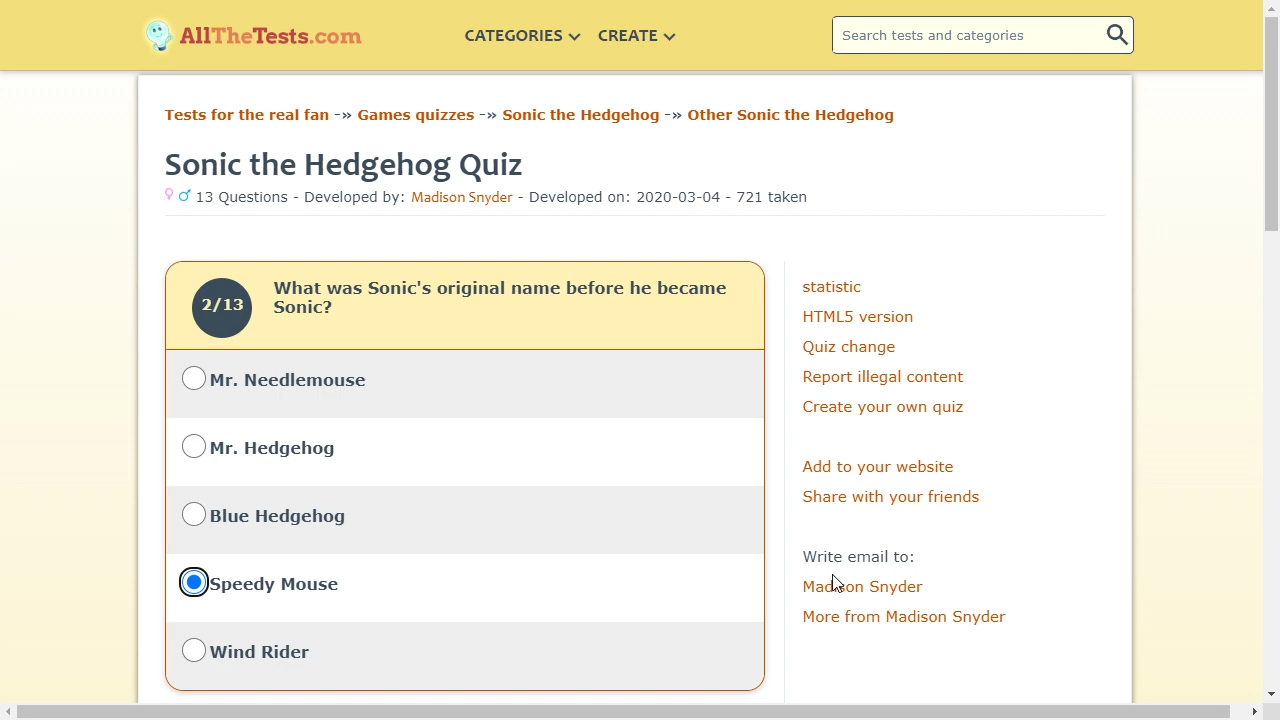 AllTheTests.com
CATEGORIES
CREATE
Search tests and categories
Tests for the real fan -» Games quizzes -» Sonic the Hedgehog -» Other Sonic the Hedgehog
Sonic the Hedgehog Quiz
13 Questions - Developed by: Madison Snyder - Developed on: 2020-03-04 - 721 taken
2/13
What was Sonic's original name before he became
Sonic?
Mr. Needlemouse
Mr. Hedgehog
Blue Hedgehog
Speedy Mouse
Wind Rider
statistic
HTML5 version
Quiz change
Report illegal content
Create your own quiz
Add to your website
Share with your friends
Write email to:
Madison Snyder
More from Madison Snyder